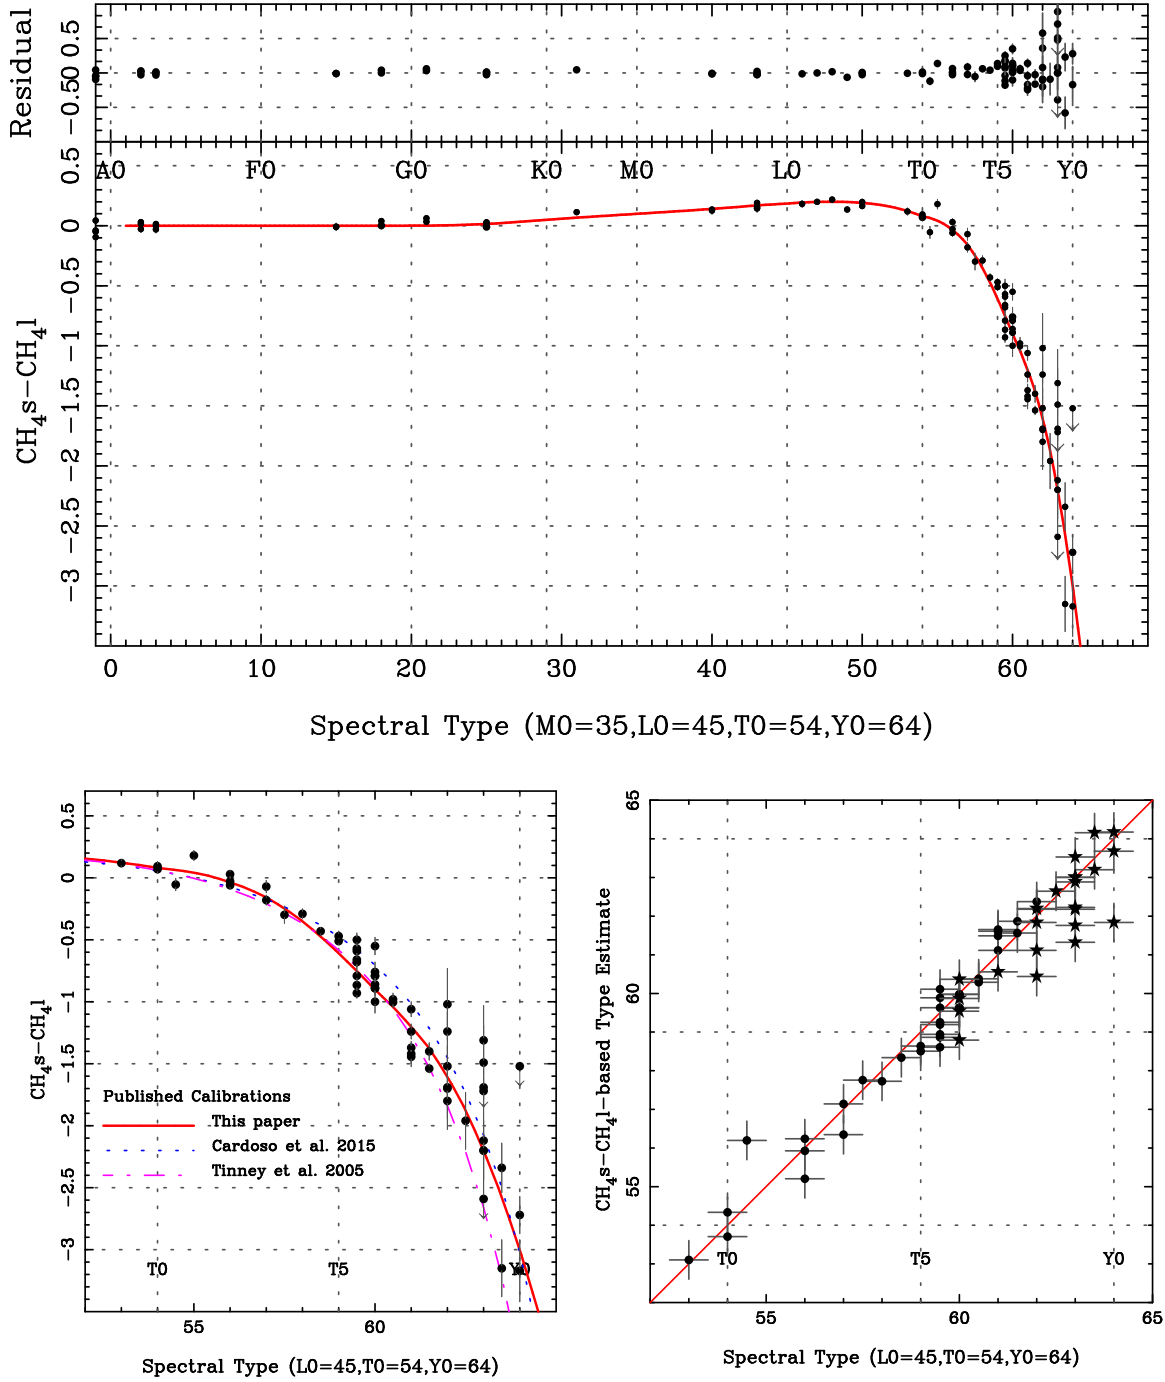 Residual
0.5
0
−0.5
A0 F0 G0 K0 M0 L0 T0 T5 Y0
CH4s−CH4l
0.5
0
−0.5
−1
−1.5
−2
−2.5
−3
0 10 20 30 40 50 60
Spectral Type (M0=35,L0=45,T0=54,Y0=64)
CH4s−CH4l
0.5
0
−0.5
−1
−1.5
−2
−2.5
−3
Published Calibrations
This paper
Cardoso et al. 2015
Tinney et al. 2005
T0 T5 Y0
55 60
Spectral Type (L0=45,T0=54,Y0=64)
CH4s−CH4l−based Type Estimate
65
60
55
T0 T5 Y0
55 60 65
Spectral Type (L0=45,T0=54,Y0=64)